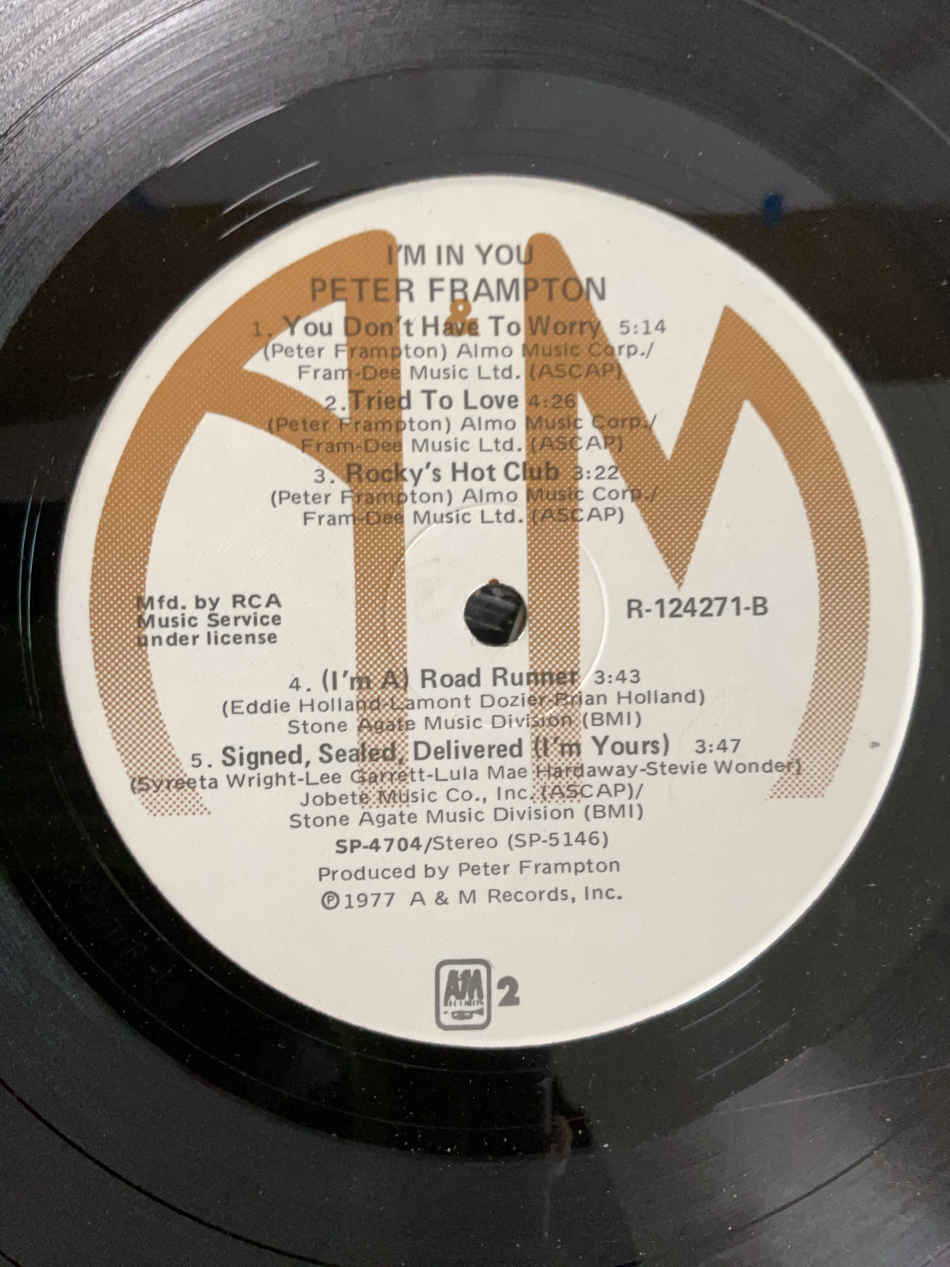 I'M IN YOU
PETER FRAMPTON
&
1. You Don't Have To Worry 5:14
(Peter Frampton) Almo Music Corp./
Fram-Dee Music Ltd. (ASCAP)
2. Tried To Love 4:26
(Peter Frampton) Almo Music Corp./
Fram-Dee Music Ltd. (ASCAP)
3. Rocky's Hot Club 3:22
(Peter Frampton) Almo Music Corp./
Fram-Dee Music Ltd. (ASCAP)
Mfd. by RCA
Music Service
under license
R-124271-B
4. (I'm A) Road Runner 3:43
(Eddie Holland-Lamont Dozier-Brian Holland)
Stone Agate Music Division (BMI)
5. Signed, Sealed, Delivered (I'm Yours) 3:47
(Syreeta Wright-Lee Garrett-Lula Mae Hardaway-Stevie Wonder)
Jobete Music Co., Inc. (ASCAP)/
Stone Agate Music Division (BMI)
SP-4704/Stereo (SP-5146)
Produced by Peter Frampton
℗1977 A & M Records, Inc.
A&M 2
RECORDS